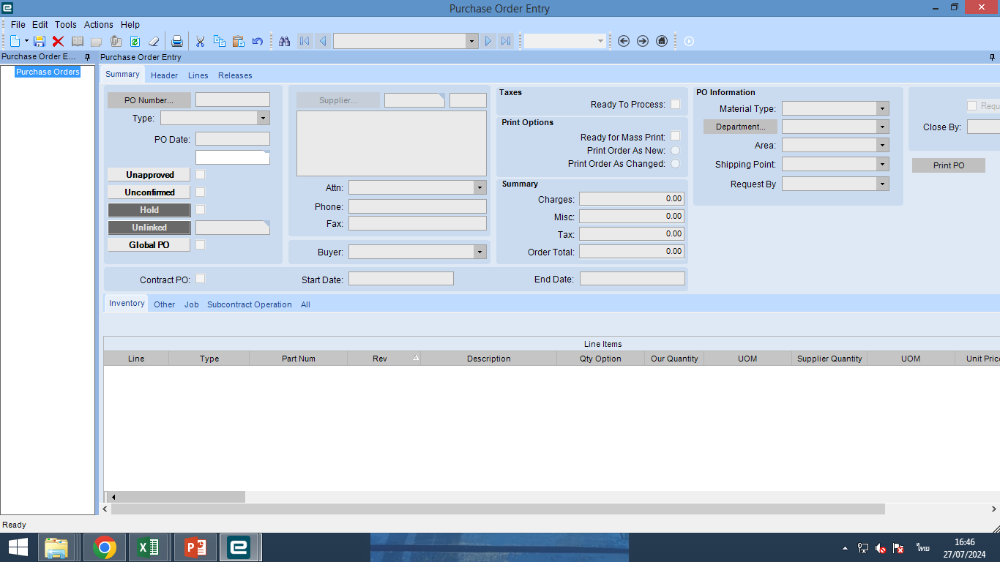 Purchase Order Entry
File Edit Tools Actions Help
Purchase Order E...
Purchase Order Entry
Purchase Orders
Summary Header Lines Releases
PO Number...
Type:
PO Date:
Unapproved
Unconfirmed
Hold
Unlinked
Global PO
Supplier...
Attn:
Phone:
Fax:
Buyer:
Taxes
Ready To Process:
Print Options
Ready for Mass Print:
Print Order As New:
Print Order As Changed:
Summary
Charges: 0.00
Misc: 0.00
Tax: 0.00
Order Total: 0.00
PO Information
Material Type:
Department...
Area:
Shipping Point:
Request By
Requ
Close By:
Print PO
Contract PO: Start Date: End Date:
Inventory Other Job Subcontract Operation All
Line Items
Line Type Part Num Rev Description Qty Option Our Quantity UOM Supplier Quantity UOM Unit Price
Ready
ไทย
16:46
27/07/2024